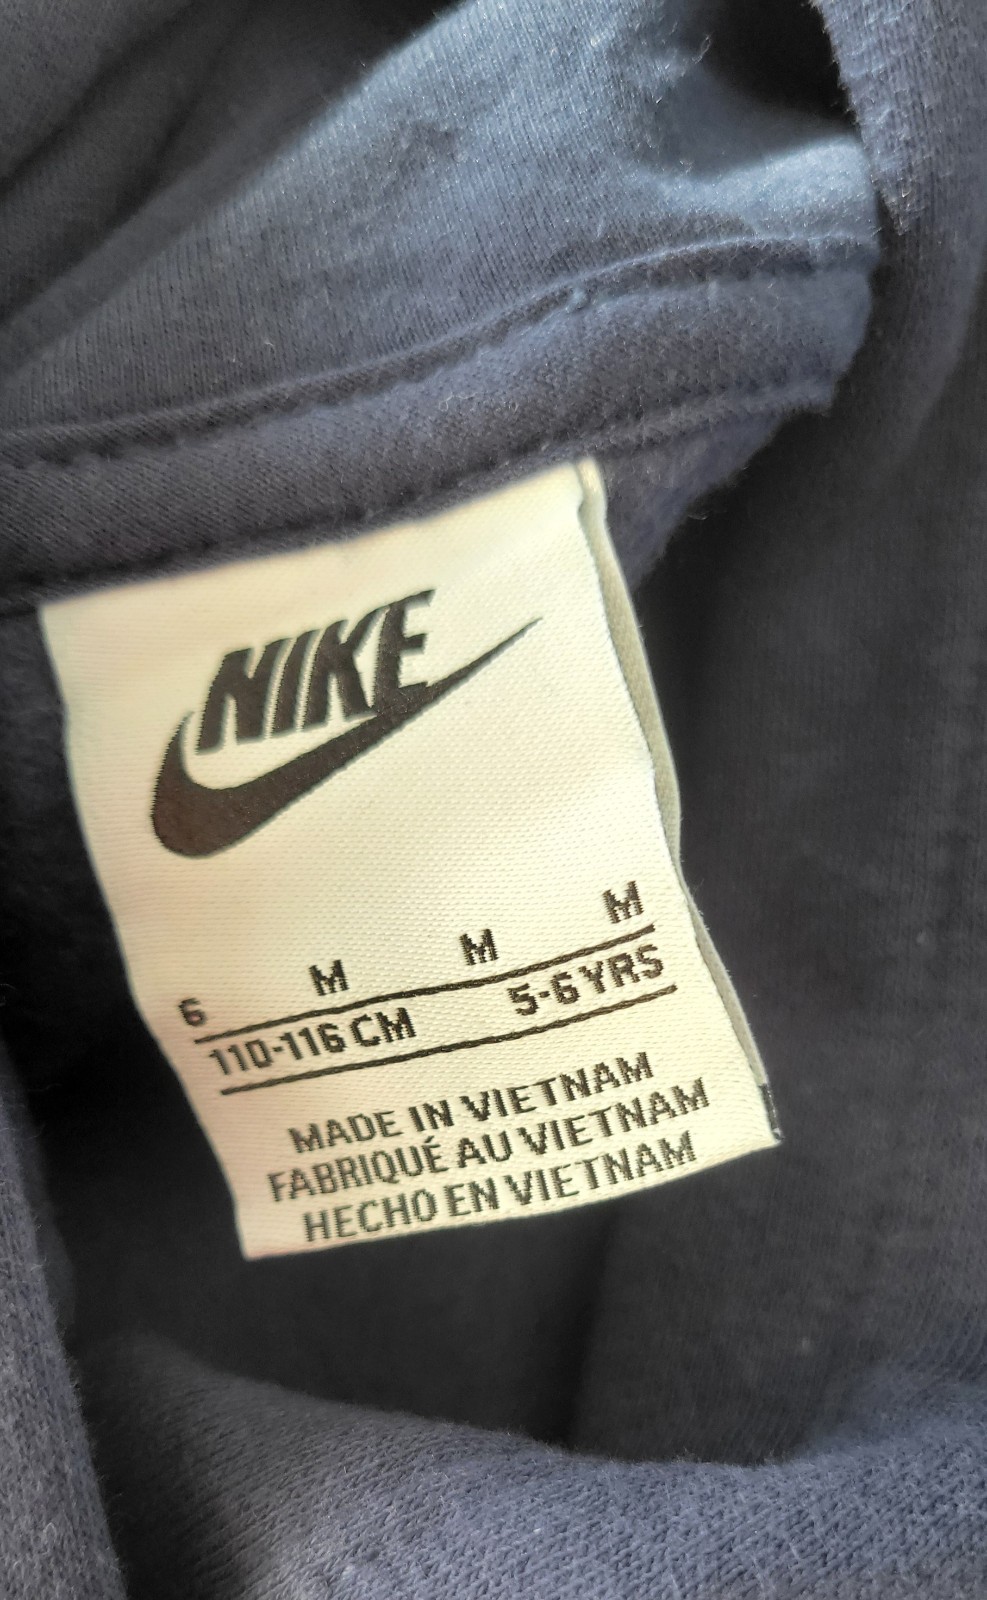 NIKE
6 M M M
110-116 CM 5-6 YRS
MADE IN VIETNAM
FABRIQUÉ AU VIETNAM
HECHO EN VIETNAM